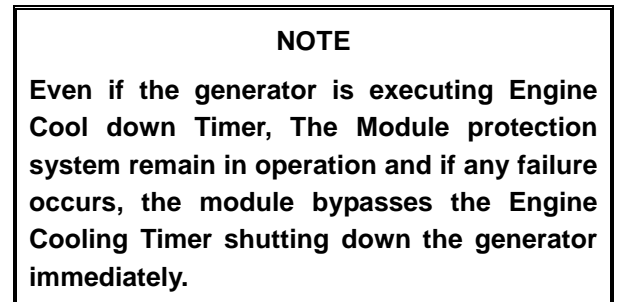 NOTE
Even if the generator is executing Engine
Cool down Timer, The Module protection
system remain in operation and if any failure
occurs, the module bypasses the Engine
Cooling Timer shutting down the generator
immediately.